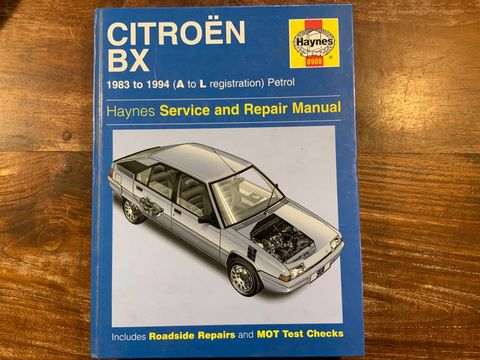 CITROËN
BX
Haynes
0908
1983 to 1994 (A to L registration) Petrol
Haynes Service and Repair Manual
Includes Roadside Repairs and MOT Test Checks